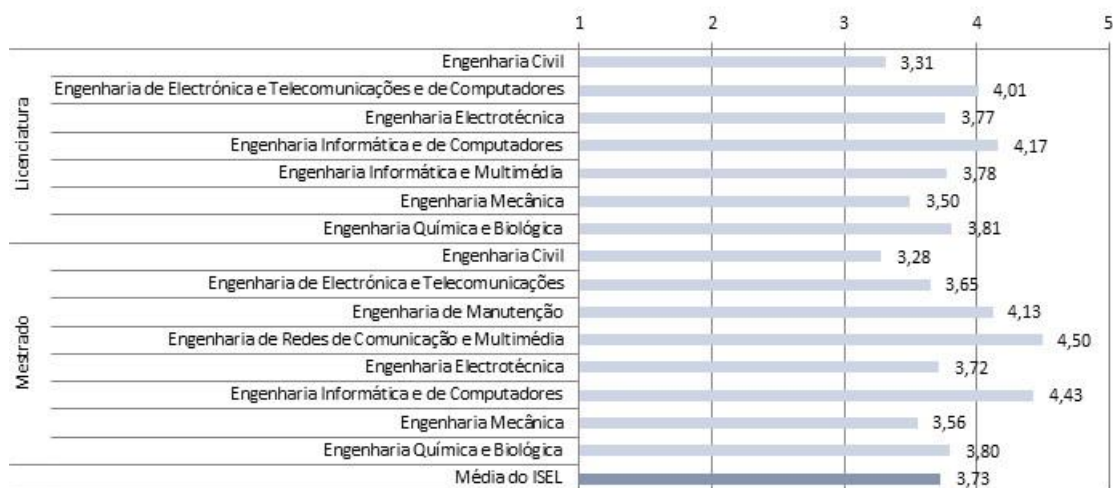 1 2 3 4 5
Licenciatura
Engenharia Civil 3,31
Engenharia de Electrónica e Telecomunicações e de Computadores 4,01
Engenharia Electrotécnica 3,77
Engenharia Informática e de Computadores 4,17
Engenharia Informática e Multimédia 3,78
Engenharia Mecânica 3,50
Engenharia Química e Biológica 3,81
Mestrado
Engenharia Civil 3,28
Engenharia de Electrónica e Telecomunicações 3,65
Engenharia de Manutenção 4,13
Engenharia de Redes de Comunicação e Multimédia 4,50
Engenharia Electrotécnica 3,72
Engenharia Informática e de Computadores 4,43
Engenharia Mecânica 3,56
Engenharia Química e Biológica 3,80
Média do ISEL 3,73